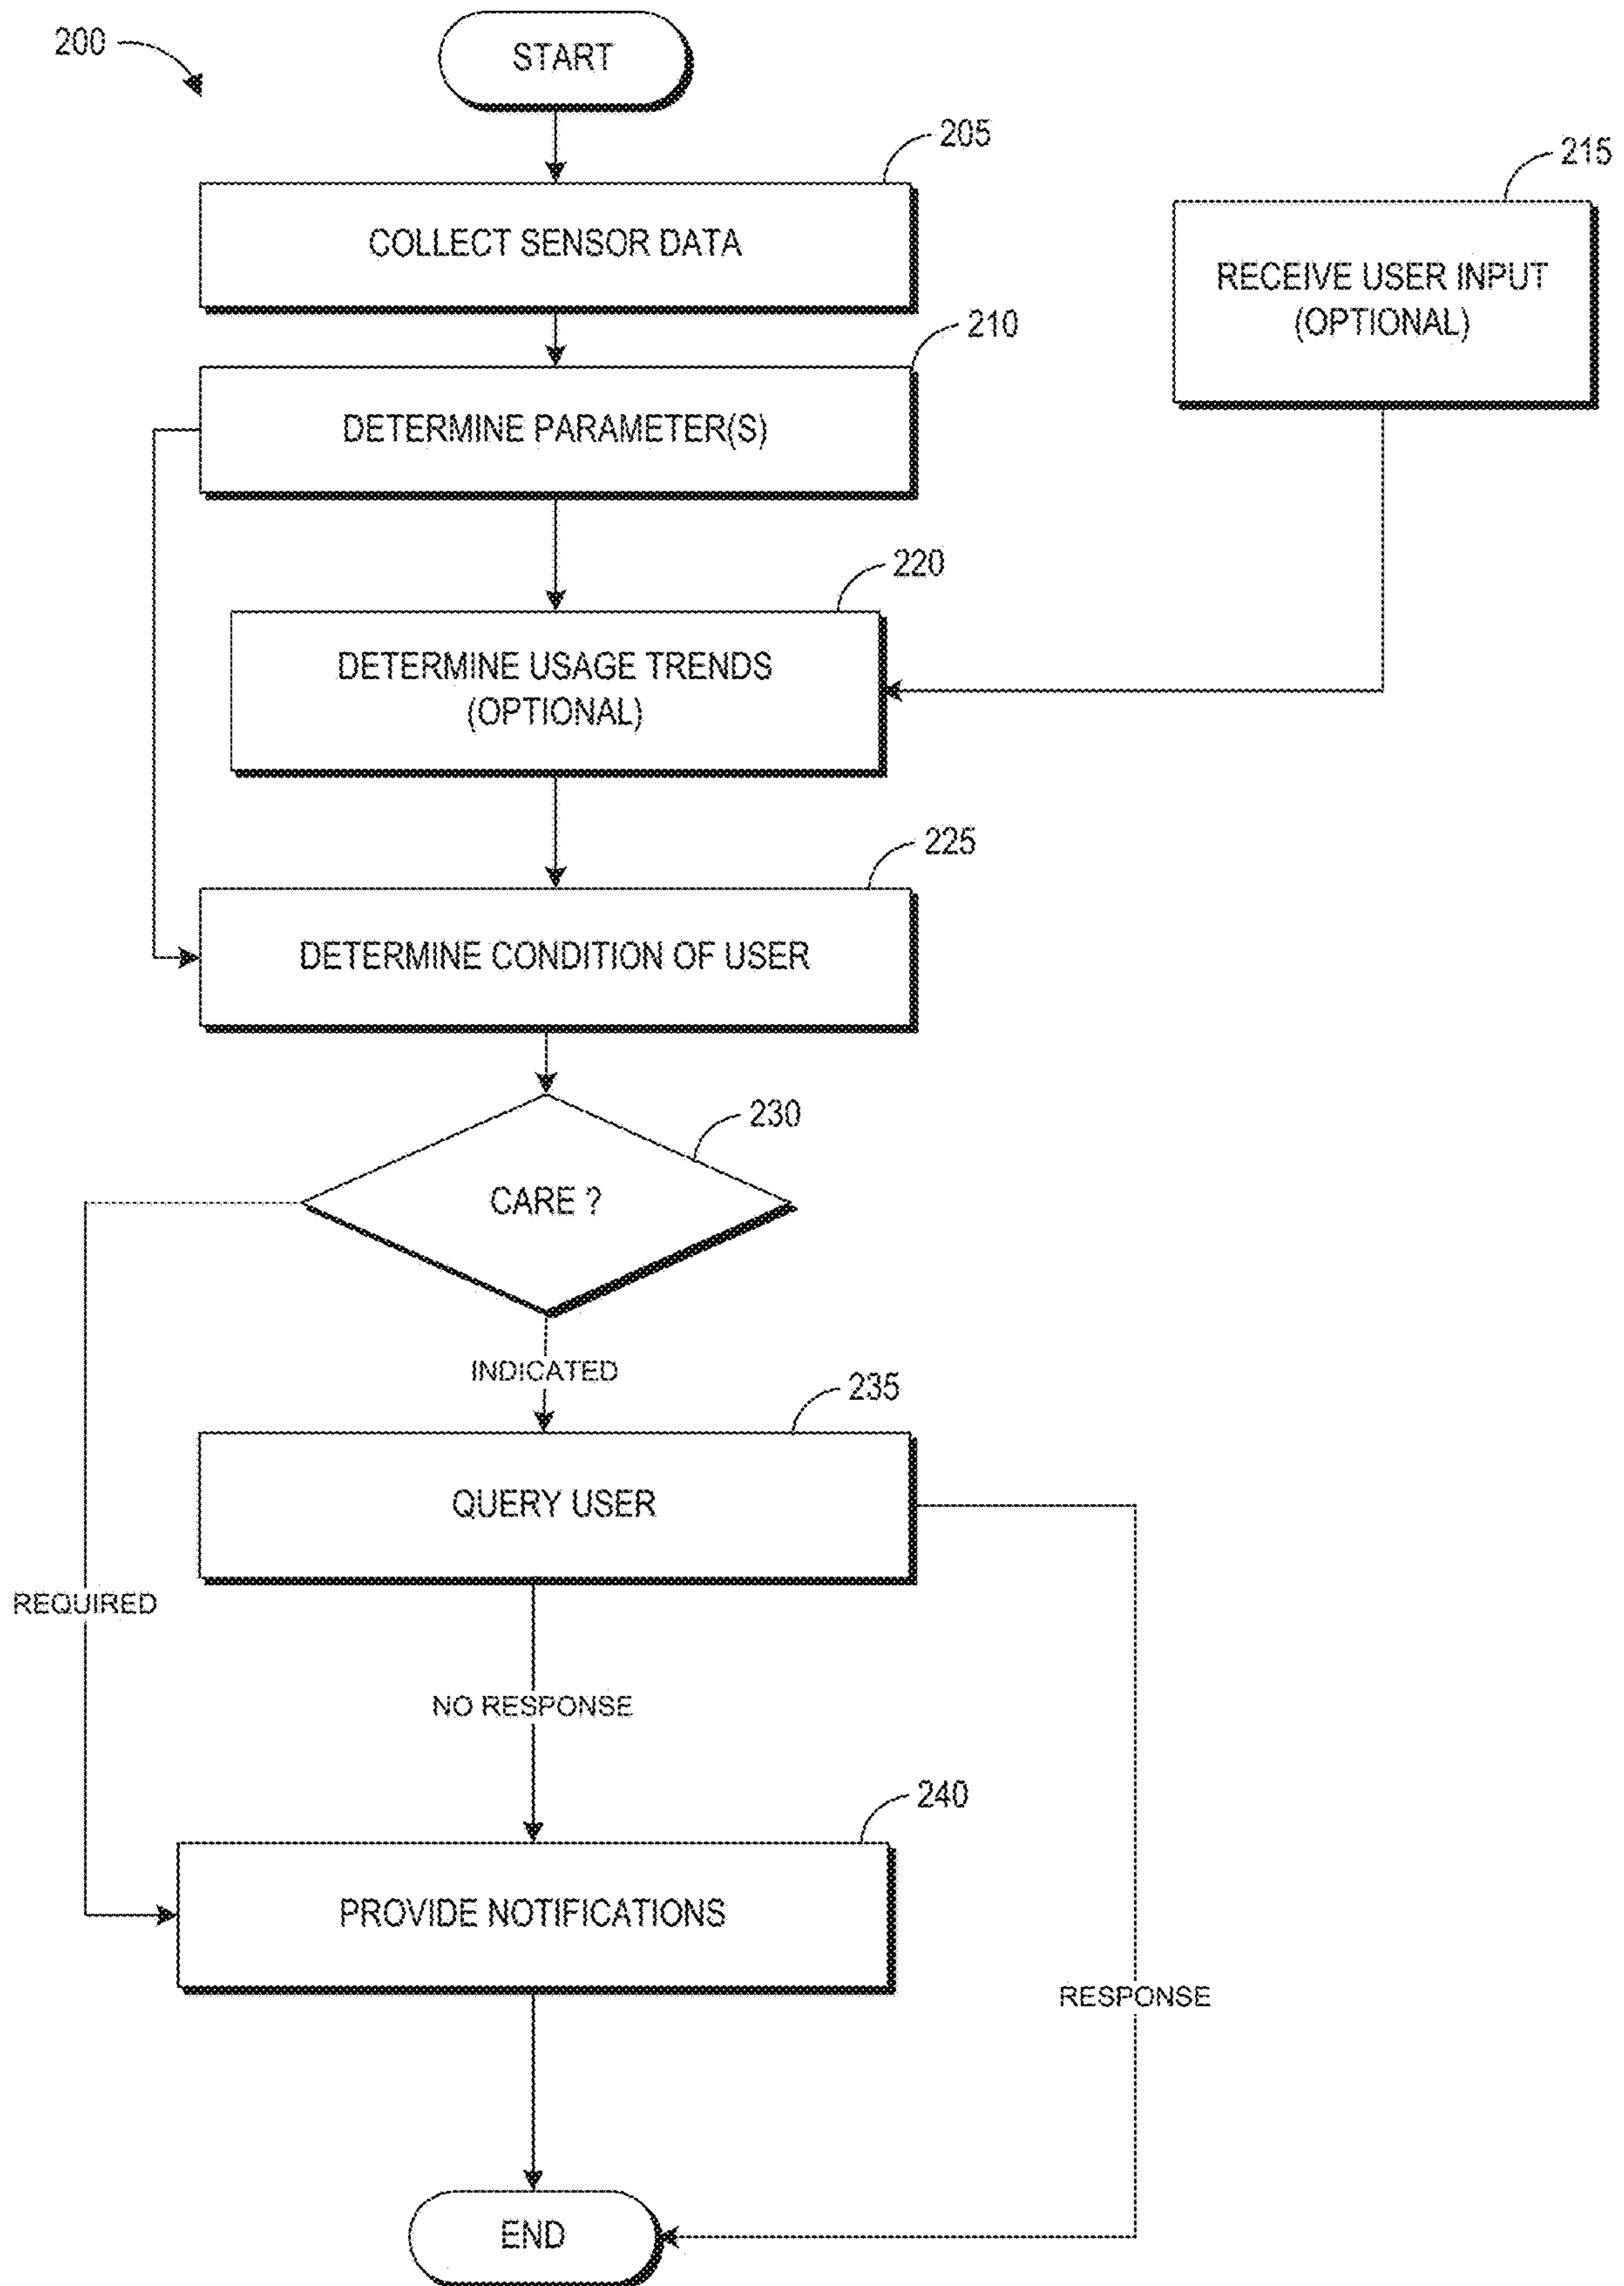 200
START
205
COLLECT SENSOR DATA
215
RECEIVE USER INPUT
(OPTIONAL)
210
DETERMINE PARAMETER(S)
220
DETERMINE USAGE TRENDS
(OPTIONAL)
225
DETERMINE CONDITION OF USER
230
CARE ?
INDICATED
235
QUERY USER
REQUIRED
NO RESPONSE
240
PROVIDE NOTIFICATIONS
RESPONSE
END